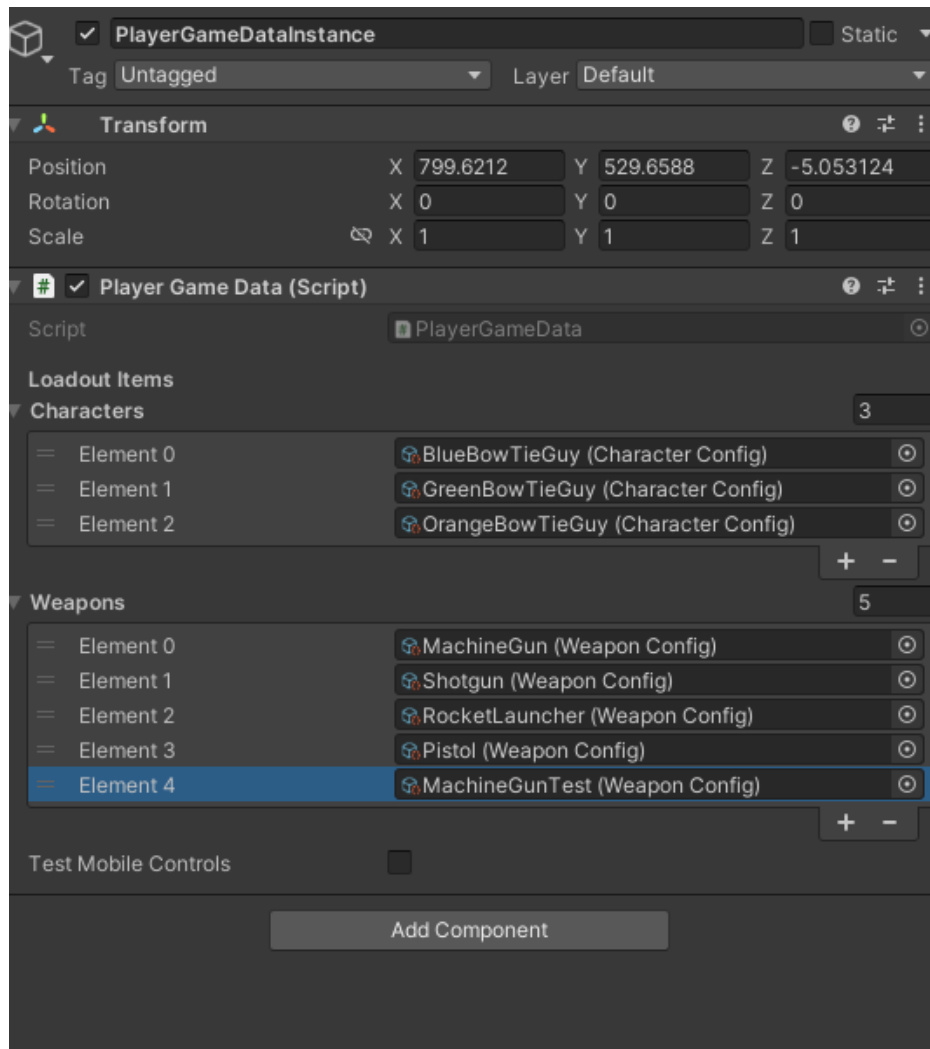 PlayerGameDataInstance Static
Tag Untagged Layer Default
Transform
Position X 799.6212 Y 529.6588 Z -5.053124
Rotation X 0 Y 0 Z 0
Scale X 1 Y 1 Z 1
# Player Game Data (Script)
Script # PlayerGameData
Loadout Items
Characters 3
Element 0 BlueBowTieGuy (Character Config)
Element 1 GreenBowTieGuy (Character Config)
Element 2 OrangeBowTieGuy (Character Config)
+ -
Weapons 5
Element 0 MachineGun (Weapon Config)
Element 1 Shotgun (Weapon Config)
Element 2 RocketLauncher (Weapon Config)
Element 3 Pistol (Weapon Config)
Element 4 MachineGunTest (Weapon Config)
+ -
Test Mobile Controls
Add Component